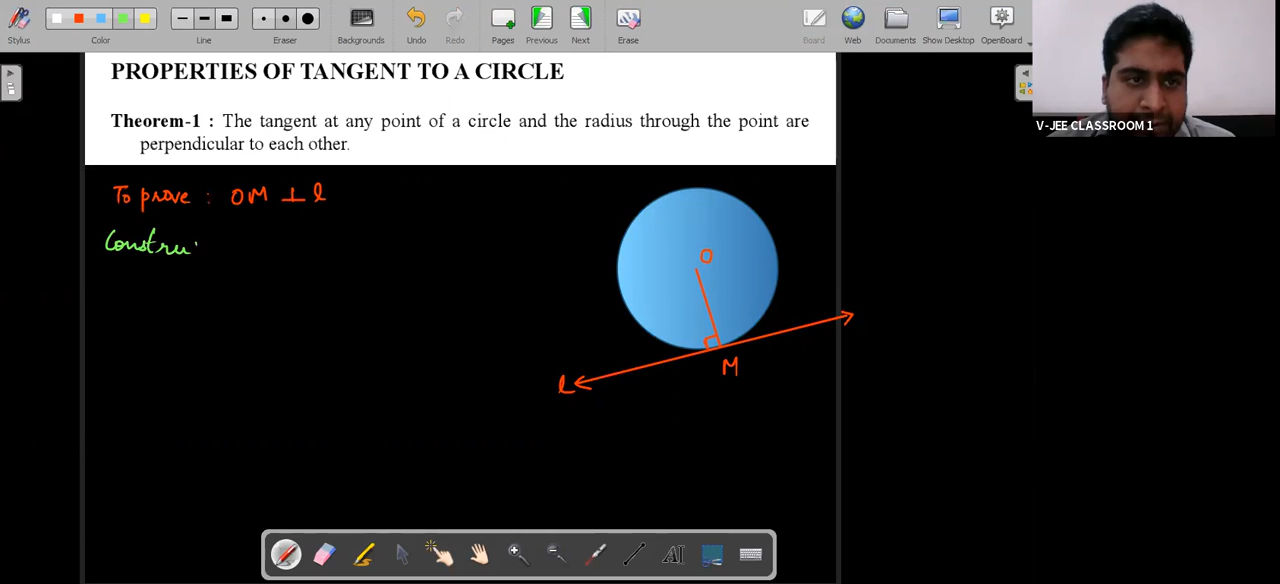 Stylus
Color
Line
Eraser
Backgrounds
Undo
Redo
Pages
Previous
Next
Erase
Board
Web
Documents
Show Desktop
OpenBoard
V-JEE CLASSROOM 1
PROPERTIES OF TANGENT TO A CIRCLE
Theorem-1 : The tangent at any point of a circle and the radius through the point are
perpendicular to each other.
To prove : OM ⊥ l
Constru
O
M
l
AI